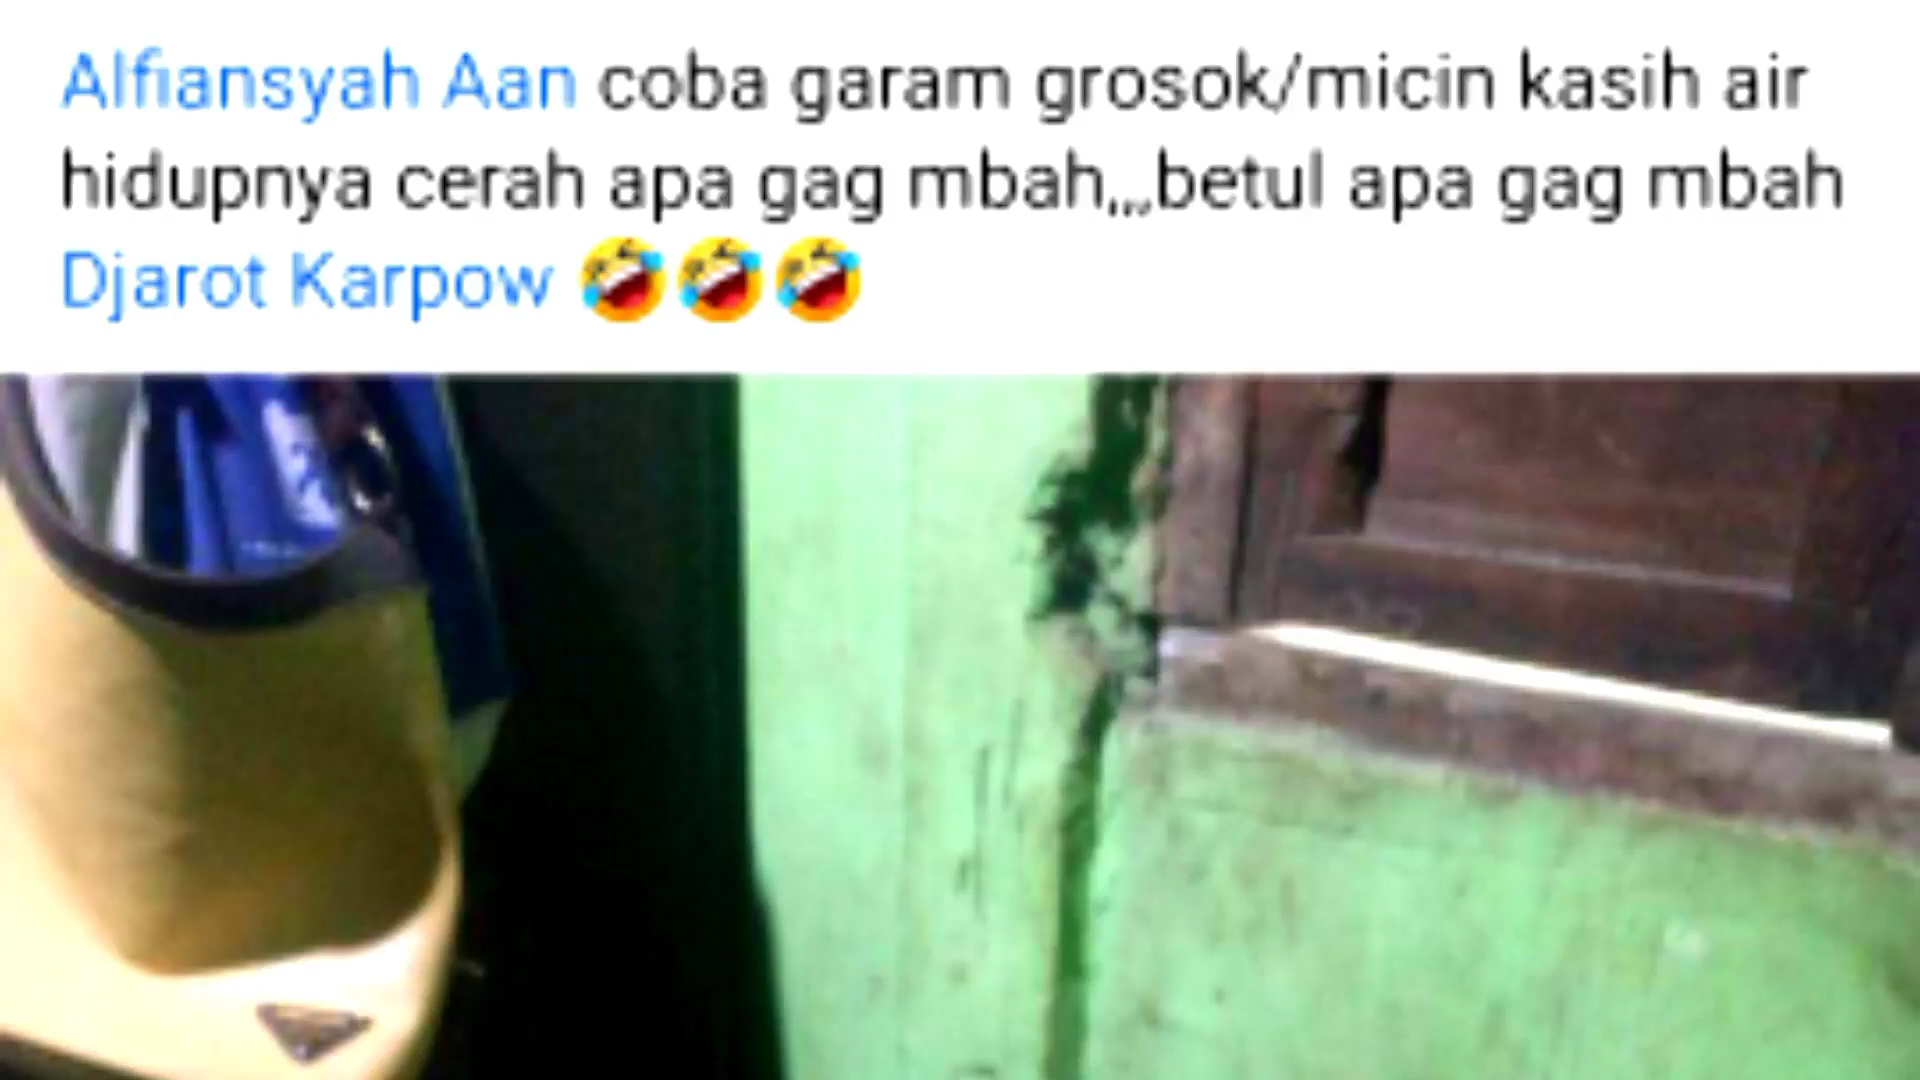 Alfiansyah Aan coba garam grosok/micin kasih air
hidupnya cerah apa gag mbah,,,betul apa gag mbah
Djarot Karpow 🤣🤣🤣